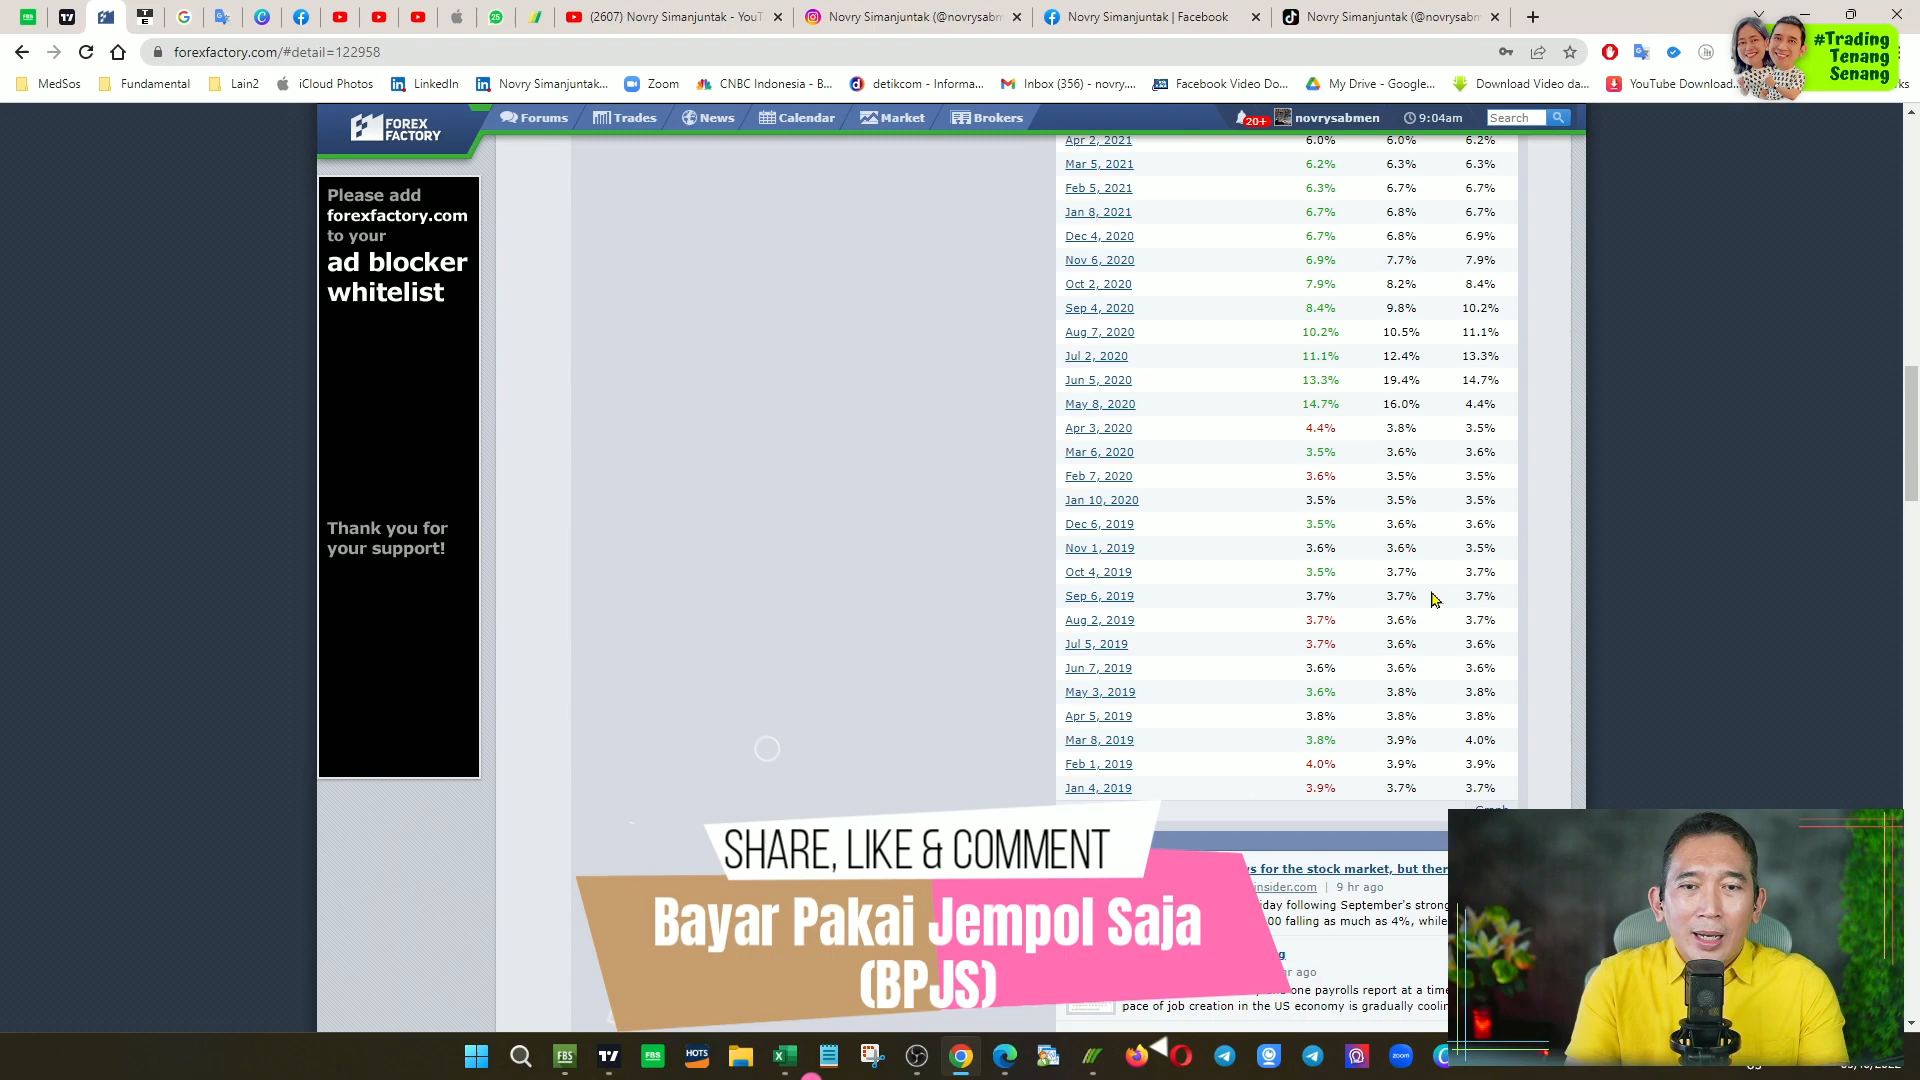 (2607) Novry Simanjuntak - YouT
Novry Simanjuntak (@novrysabm
Novry Simanjuntak | Facebook
Novry Simanjuntak (@novrysabm
#Trading
Tenang
Senang
forexfactory.com/#detail=122958
MedSos
Fundamental
Lain2
iCloud Photos
LinkedIn
Novry Simanjuntak...
Zoom
CNBC Indonesia - B...
detikcom - Informa...
Inbox (356) - novry....
Facebook Video Do...
My Drive - Google...
Download Video da...
YouTube Download...
FOREX
FACTORY
Forums
Trades
News
Calendar
Market
Brokers
20+
novrysabmen
9:04am
Search
Please add
forexfactory.com
to your
ad blocker
whitelist
Thank you for
your support!
Apr 2, 2021 6.0% 6.0% 6.2%
Mar 5, 2021 6.2% 6.3% 6.3%
Feb 5, 2021 6.3% 6.7% 6.7%
Jan 8, 2021 6.7% 6.8% 6.7%
Dec 4, 2020 6.7% 6.8% 6.9%
Nov 6, 2020 6.9% 7.7% 7.9%
Oct 2, 2020 7.9% 8.2% 8.4%
Sep 4, 2020 8.4% 9.8% 10.2%
Aug 7, 2020 10.2% 10.5% 11.1%
Jul 2, 2020 11.1% 12.4% 13.3%
Jun 5, 2020 13.3% 19.4% 14.7%
May 8, 2020 14.7% 16.0% 4.4%
Apr 3, 2020 4.4% 3.8% 3.5%
Mar 6, 2020 3.5% 3.6% 3.6%
Feb 7, 2020 3.6% 3.5% 3.5%
Jan 10, 2020 3.5% 3.5% 3.5%
Dec 6, 2019 3.5% 3.6% 3.6%
Nov 1, 2019 3.6% 3.6% 3.5%
Oct 4, 2019 3.5% 3.7% 3.7%
Sep 6, 2019 3.7% 3.7% 3.7%
Aug 2, 2019 3.7% 3.6% 3.7%
Jul 5, 2019 3.7% 3.6% 3.6%
Jun 7, 2019 3.6% 3.6% 3.6%
May 3, 2019 3.6% 3.8% 3.8%
Apr 5, 2019 3.8% 3.8% 3.8%
Mar 8, 2019 3.8% 3.9% 4.0%
Feb 1, 2019 4.0% 3.9% 3.9%
Jan 4, 2019 3.9% 3.7% 3.7%
s for the stock market, but ther
insider.com | 9 hr ago
iday following September's strong
00 falling as much as 4%, while
g
hr ago
one payrolls report at a time
pace of job creation in the US economy is gradually coolin
SHARE, LIKE & COMMENT
Bayar Pakai Jempol Saja
(BPJS)
FBS
FBS
HOTS
zoom